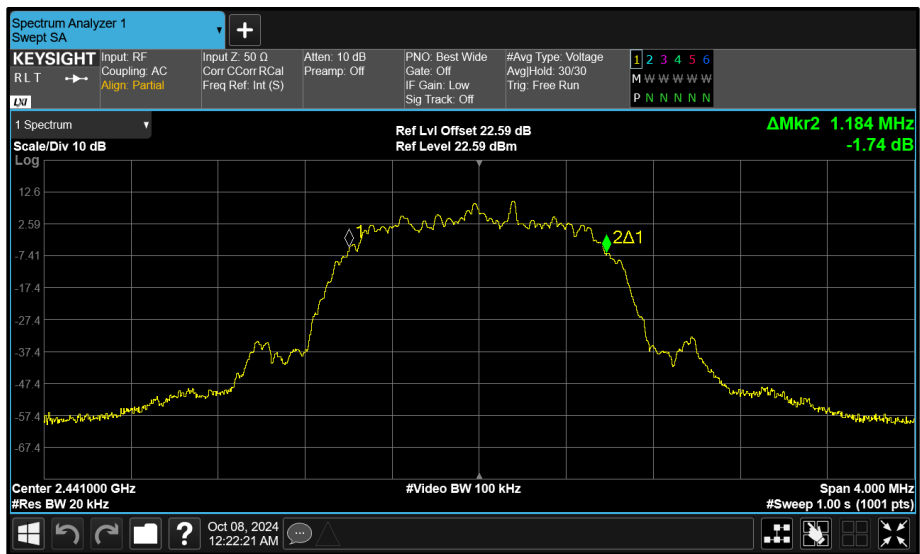 Spectrum Analyzer 1
Swept SA
+
KEYSIGHT
R L T
LXI
Input: RF
Coupling: AC
Align: Partial
Input Z: 50 Ω
Corr CCorr RCal
Freq Ref: Int (S)
Atten: 10 dB
Preamp: Off
PNO: Best Wide
Gate: Off
IF Gain: Low
Sig Track: Off
#Avg Type: Voltage
Avg|Hold: 30/30
Trig: Free Run
1 2 3 4 5 6
M W W W W W
P N N N N N
1 Spectrum
Scale/Div 10 dB
Ref Lvl Offset 22.59 dB
Ref Level 22.59 dBm
ΔMkr2 1.184 MHz
-1.74 dB
Log
12.6
2.59
-7.41
-17.4
-27.4
-37.4
-47.4
-57.4
-67.4
1
2Δ1
Center 2.441000 GHz
#Res BW 20 kHz
#Video BW 100 kHz
Span 4.000 MHz
#Sweep 1.00 s (1001 pts)
?
Oct 08, 2024
12:22:21 AM